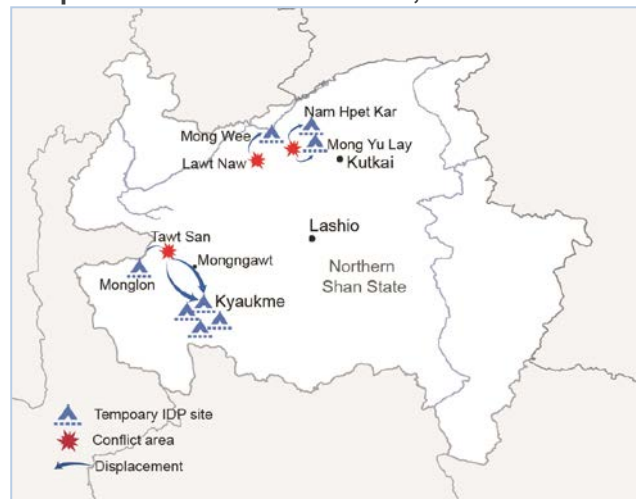 Nam Hpet Kar
Mong Wee
Mong Yu Lay
Lawt Naw
Kutkai
Lashio
Tawt San
Mongngawt
Northern
Shan State
Monglon
Kyaukme
Tempoary IDP site
Conflict area
Displacement